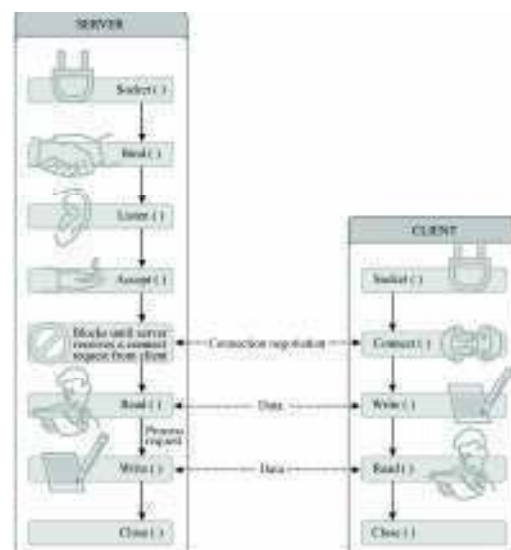 SERVER
Socket ( )
Bind ( )
Listen ( )
Accept ( )
Blocks until server
receives a connect
request from client
Read ( )
Process
request
Write ( )
Close ( )
Connection negotiation
Data
Data
CLIENT
Socket ( )
Connect ( )
Write ( )
Read ( )
Close ( )